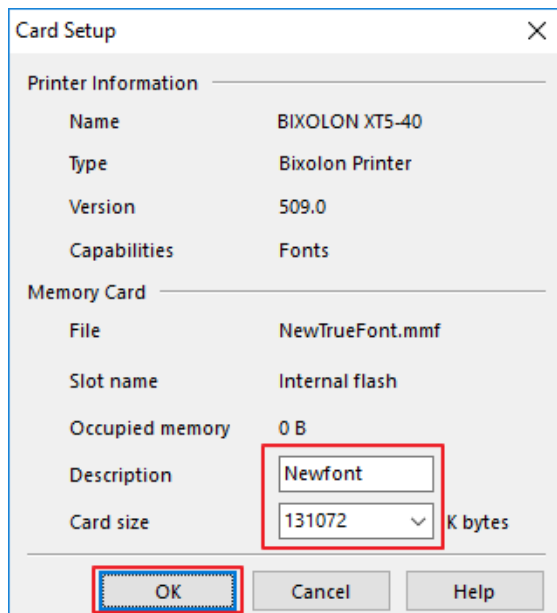 Card Setup
Printer Information
Name BIXOLON XT5-40
Type Bixolon Printer
Version 509.0
Capabilities Fonts
Memory Card
File NewTrueFont.mmf
Slot name Internal flash
Occupied memory 0 B
Description Newfont
Card size 131072 K bytes
OK Cancel Help